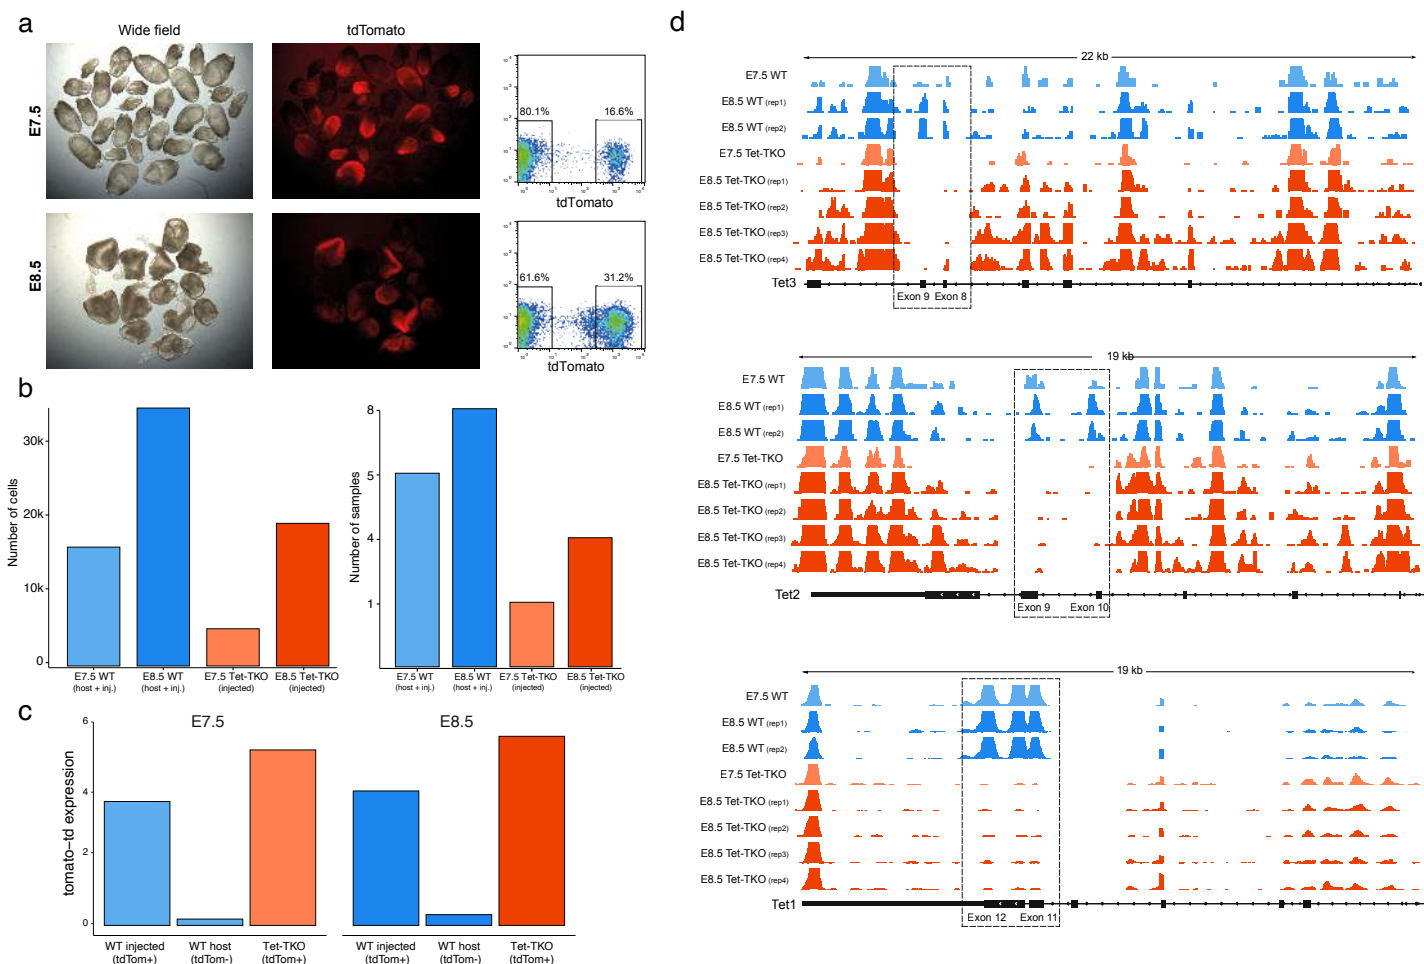 a
Wide field
tdTomato
E7.5
80.1%
16.6%
tdTomato
E8.5
61.6%
31.2%
tdTomato
b
Number of cells
30k
20k
10k
0
E7.5 WT
(host + inj.)
E8.5 WT
(host + inj.)
E7.5 Tet-TKO
(injected)
E8.5 Tet-TKO
(injected)
Number of samples
8
5
4
1
E7.5 WT
(host + inj.)
E8.5 WT
(host + inj.)
E7.5 Tet-TKO
(injected)
E8.5 Tet-TKO
(injected)
c
E7.5
E8.5
tomato-td expression
6
4
2
0
WT injected
(tdTom+)
WT host
(tdTom-)
Tet-TKO
(tdTom+)
WT injected
(tdTom+)
WT host
(tdTom-)
Tet-TKO
(tdTom+)
d
22 kb
E7.5 WT
E8.5 WT (rep1)
E8.5 WT (rep2)
E7.5 Tet-TKO
E8.5 Tet-TKO (rep1)
E8.5 Tet-TKO (rep2)
E8.5 Tet-TKO (rep3)
E8.5 Tet-TKO (rep4)
Tet3
Exon 9 Exon 8
19 kb
E7.5 WT
E8.5 WT (rep1)
E8.5 WT (rep2)
E7.5 Tet-TKO
E8.5 Tet-TKO (rep1)
E8.5 Tet-TKO (rep2)
E8.5 Tet-TKO (rep3)
E8.5 Tet-TKO (rep4)
Tet2
Exon 9 Exon 10
19 kb
E7.5 WT
E8.5 WT (rep1)
E8.5 WT (rep2)
E7.5 Tet-TKO
E8.5 Tet-TKO (rep1)
E8.5 Tet-TKO (rep2)
E8.5 Tet-TKO (rep3)
E8.5 Tet-TKO (rep4)
Tet1
Exon 12 Exon 11